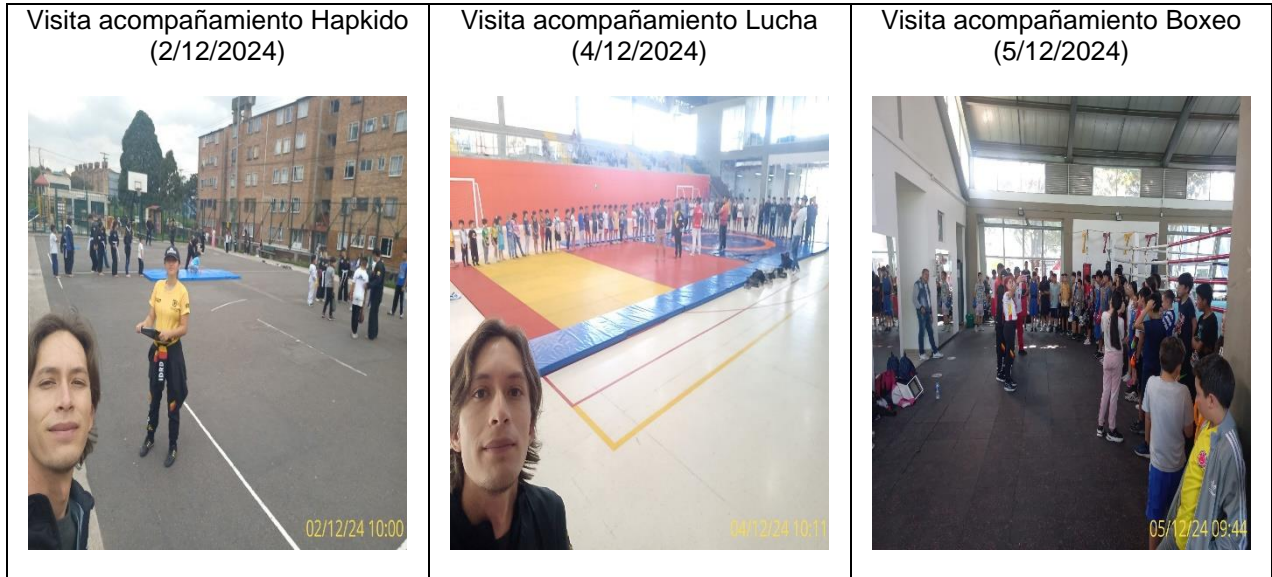 Visita acompañamiento Hapkido
(2/12/2024)
Visita acompañamiento Lucha
(4/12/2024)
Visita acompañamiento Boxeo
(5/12/2024)
IDRD
02/12/24 10:00
04/12/24 10:11
05/12/24 09:44